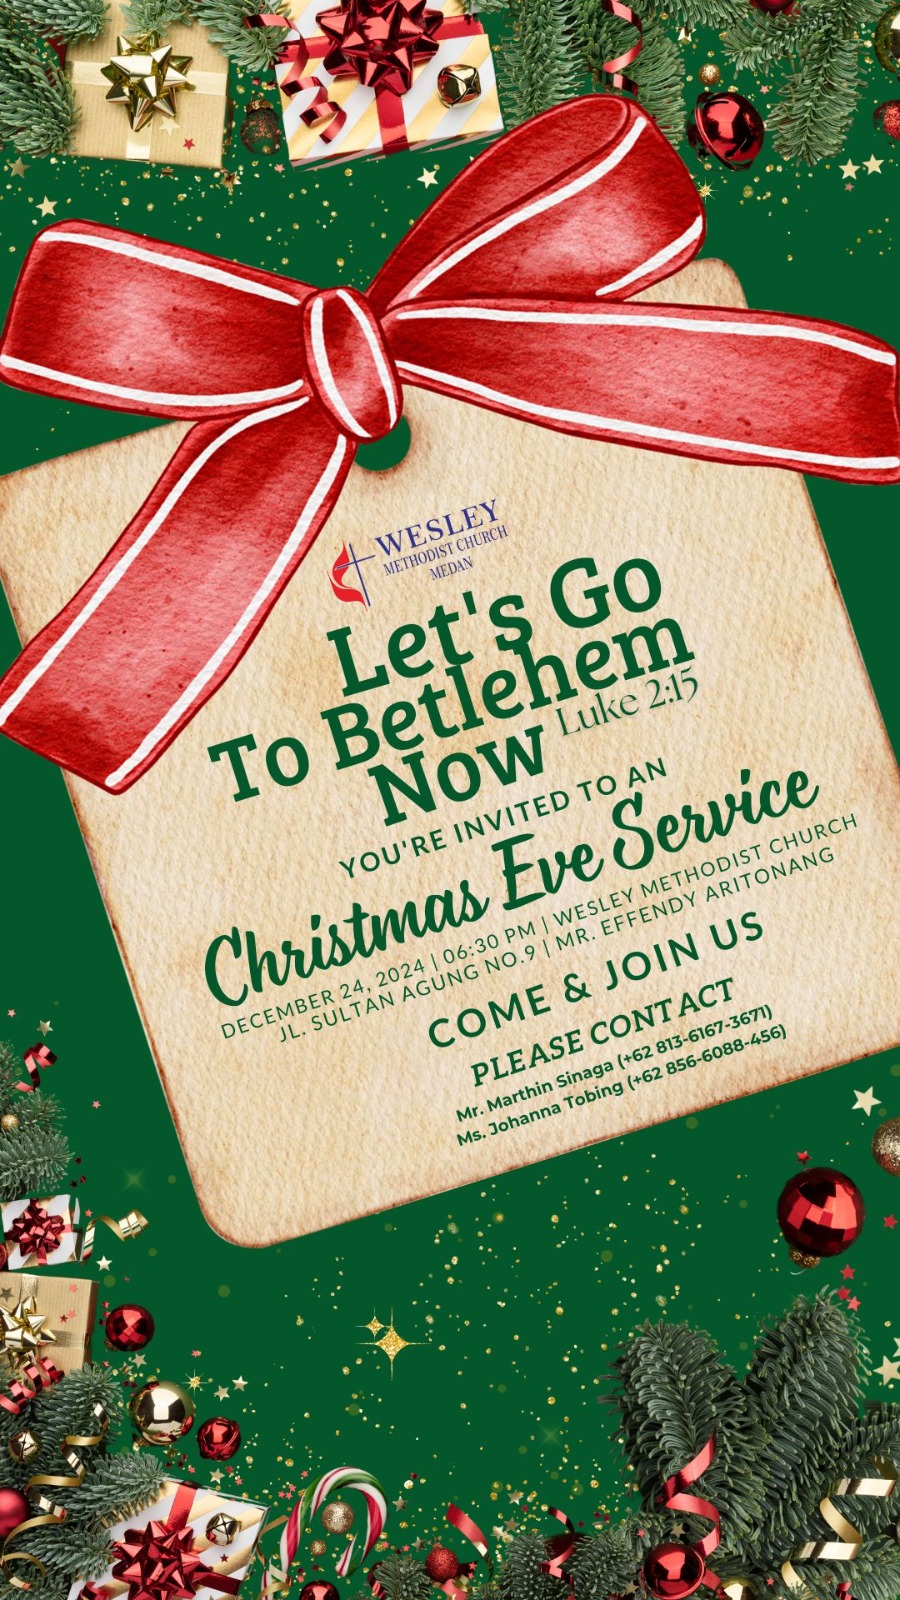 WESLEY
METHODIST CHURCH
MEDAN
Let's Go
To Betlehem
Now Luke 2:15
YOU'RE INVITED TO AN
Christmas Eve Service
DECEMBER 24, 2024 | 06:30 PM | WESLEY METHODIST CHURCH
JL. SULTAN AGUNG NO.9 | MR. EFFENDY ARITONANG
COME & JOIN US
PLEASE CONTACT
Mr. Marthin Sinaga (+62 813-6167-3671)
Ms. Johanna Tobing (+62 856-6088-456)